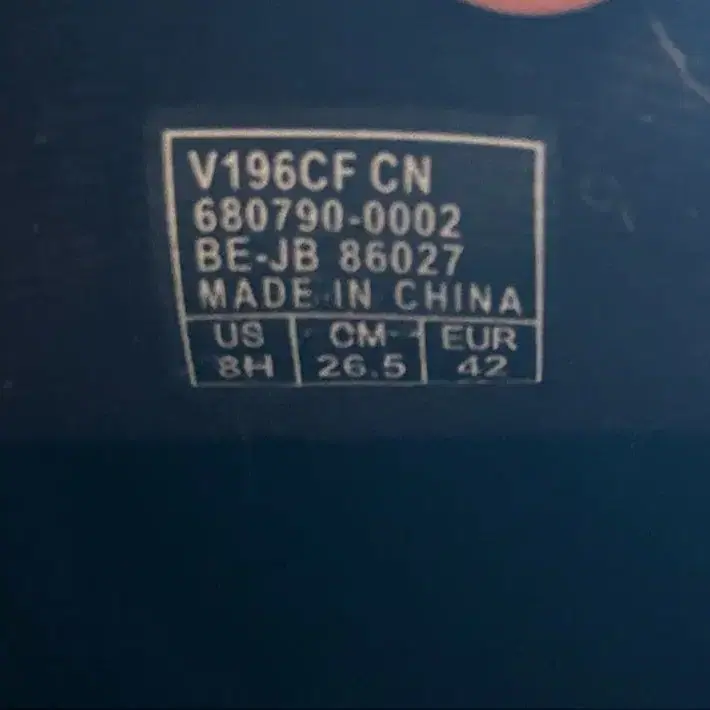 V196CF CN
680790-0002
BE-JB 86027
MADE IN CHINA
US CM EUR
8H 26.5 42